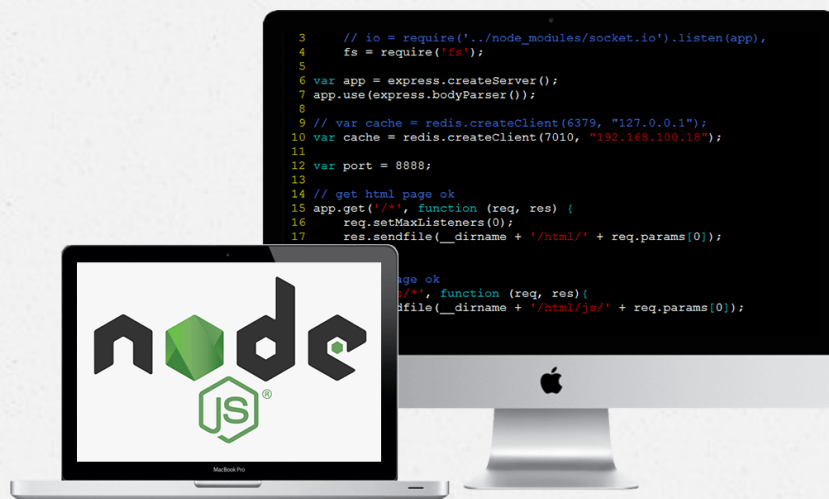 3 // io = require('../node_modules/socket.io').listen(app),
4 fs = require('fs');
5
6 var app = express.createServer();
7 app.use(express.bodyParser());
8
9 // var cache = redis.createClient(6379, "127.0.0.1");
10 var cache = redis.createClient(7010, "192.168.100.18");
11
12 var port = 8888;
13
14 // get html page ok
15 app.get('/*', function (req, res) {
16 req.setMaxListeners(0);
17 res.sendfile(__dirname + '/html/' + req.params[0]);
age ok
/*', function (req, res){
dfile(__dirname + '/html/js/' + req.params[0]);
node
JS®
MacBook Pro